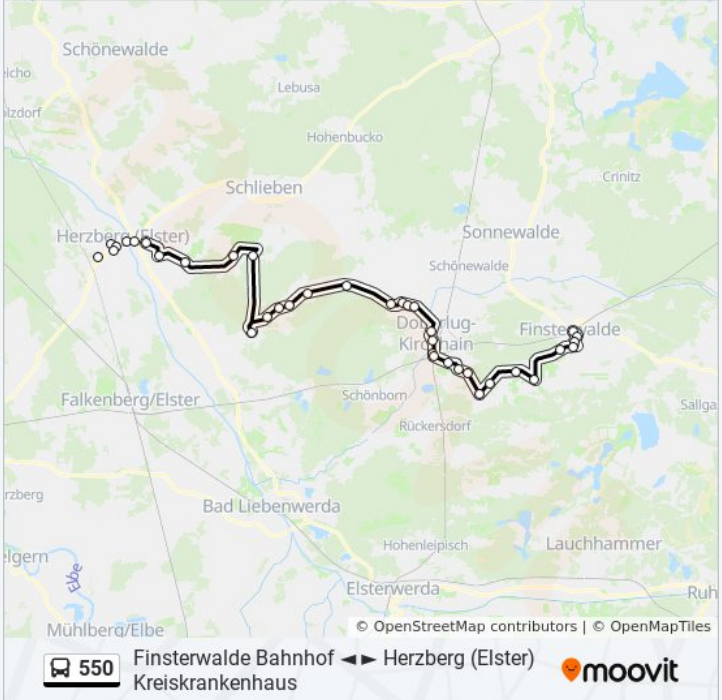 Schönewalde
Lebusa
olzdorf
Hohenbucko
Crinitz
Schlieben
Herzberg (Elster)
Sonnewalde
Schönewalde
Finsterwalde
Doberlug-
Kirchhain
Schönborn
Falkenberg/Elster
Sallga
Rückersdorf
rzberg
Bad Liebenwerda
Lauchhammer
Hohenleipisch
elgern
Elbe
Elsterwerda
Ruh
Mühlberg/Elbe
© OpenStreetMap contributors | © OpenMapTiles
550
Finsterwalde Bahnhof ◄ ► Herzberg (Elster)
Kreiskrankenhaus
moovit